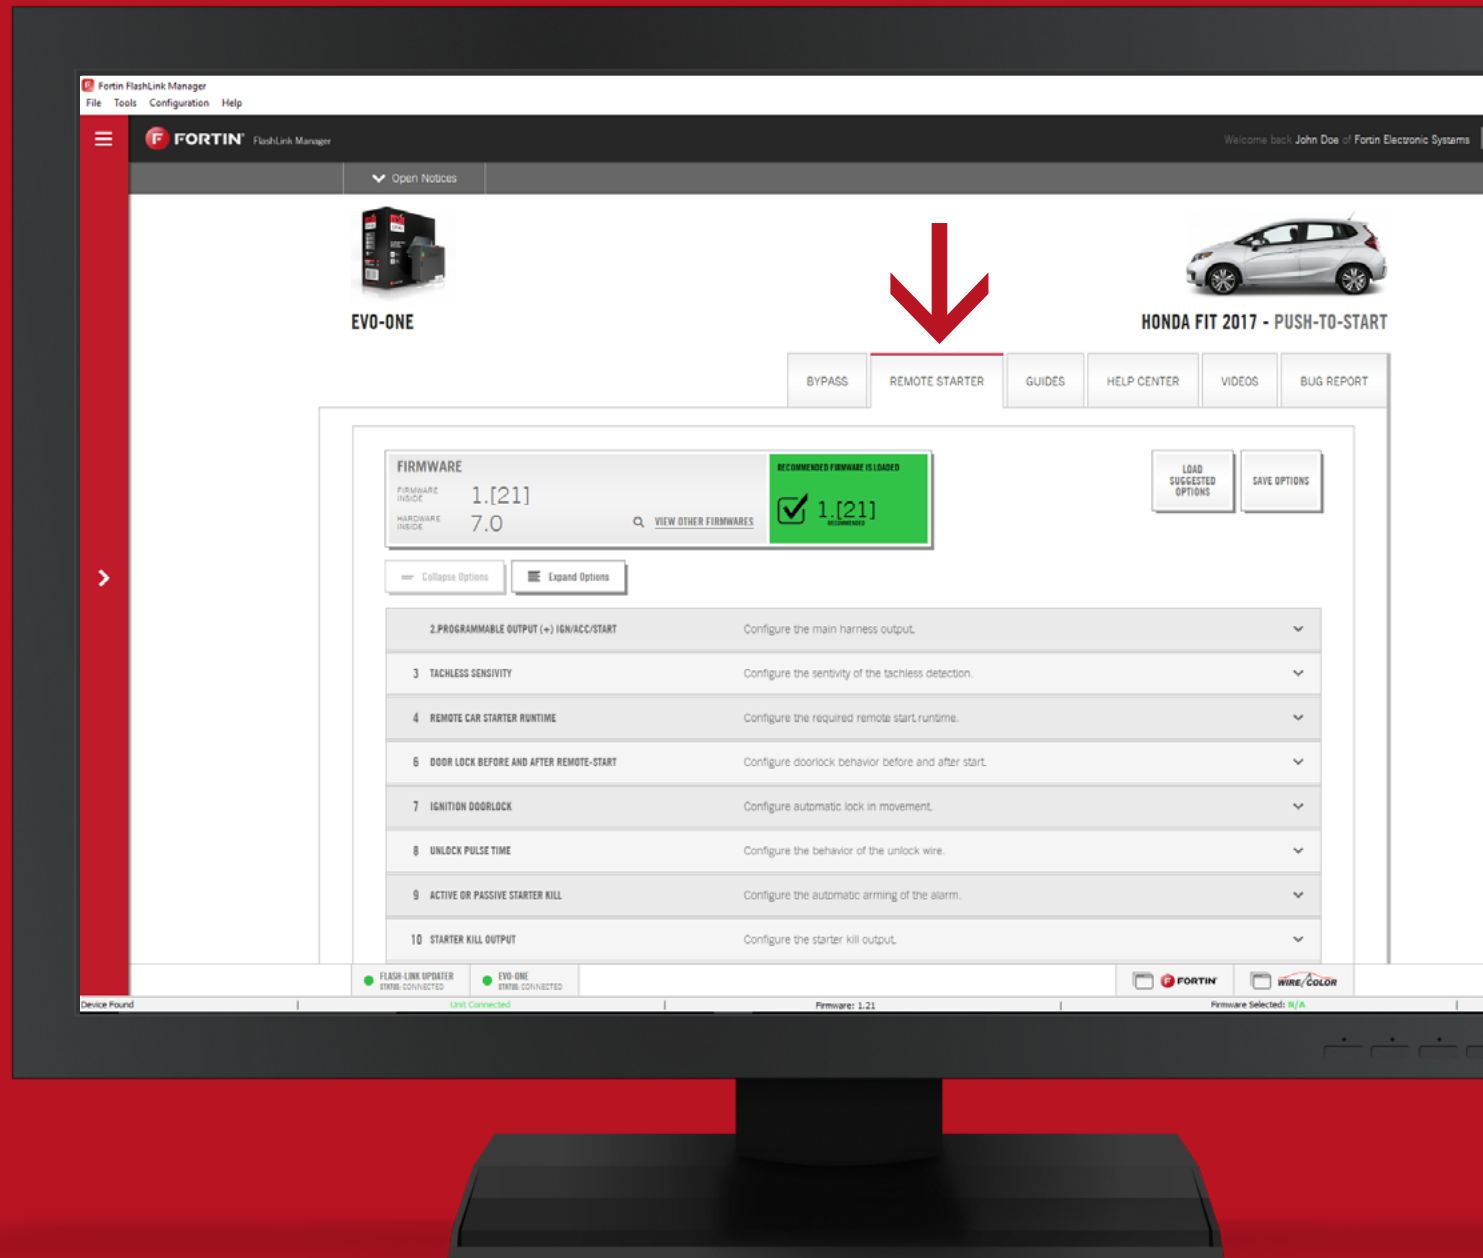 Fortin FlashLink Manager
File Tools Configuration Help
FORTIN FlashLink Manager
Welcome back John Doe of Fortin Electronic Systems
Open Notices
EVO-ONE
HONDA FIT 2017 - PUSH-TO-START
BYPASS REMOTE STARTER GUIDES HELP CENTER VIDEOS BUG REPORT
FIRMWARE
FIRMWARE INSIDE 1.[21]
HARDWARE INSIDE 7.0
VIEW OTHER FIRMWARES
RECOMMENDED FIRMWARE IS LOADED
1.[21]
RECOMMENDED
LOAD
SUGGESTED
OPTIONS
SAVE OPTIONS
Collapse Options Expand Options
2.PROGRAMMABLE OUTPUT (+) IGN/ACC/START Configure the main harness output.
3 TACHLESS SENSIVITY Configure the sentivity of the tachless detection.
4 REMOTE CAR STARTER RUNTIME Configure the required remote start runtime.
6 DOOR LOCK BEFORE AND AFTER REMOTE-START Configure doorlock behavior before and after start.
7 IGNITION DOORLOCK Configure automatic lock in movement.
8 UNLOCK PULSE TIME Configure the behavior of the unlock wire.
9 ACTIVE OR PASSIVE STARTER KILL Configure the automatic arming of the alarm.
10 STARTER KILL OUTPUT Configure the starter kill output.
FLASH-LINK UPDATER
STATUS: CONNECTED
EVO-ONE
STATUS: CONNECTED
FORTIN
WIRE/COLOR
Device Found | Unit Connected | Firmware: 1.21 | Firmware Selected: N/A |